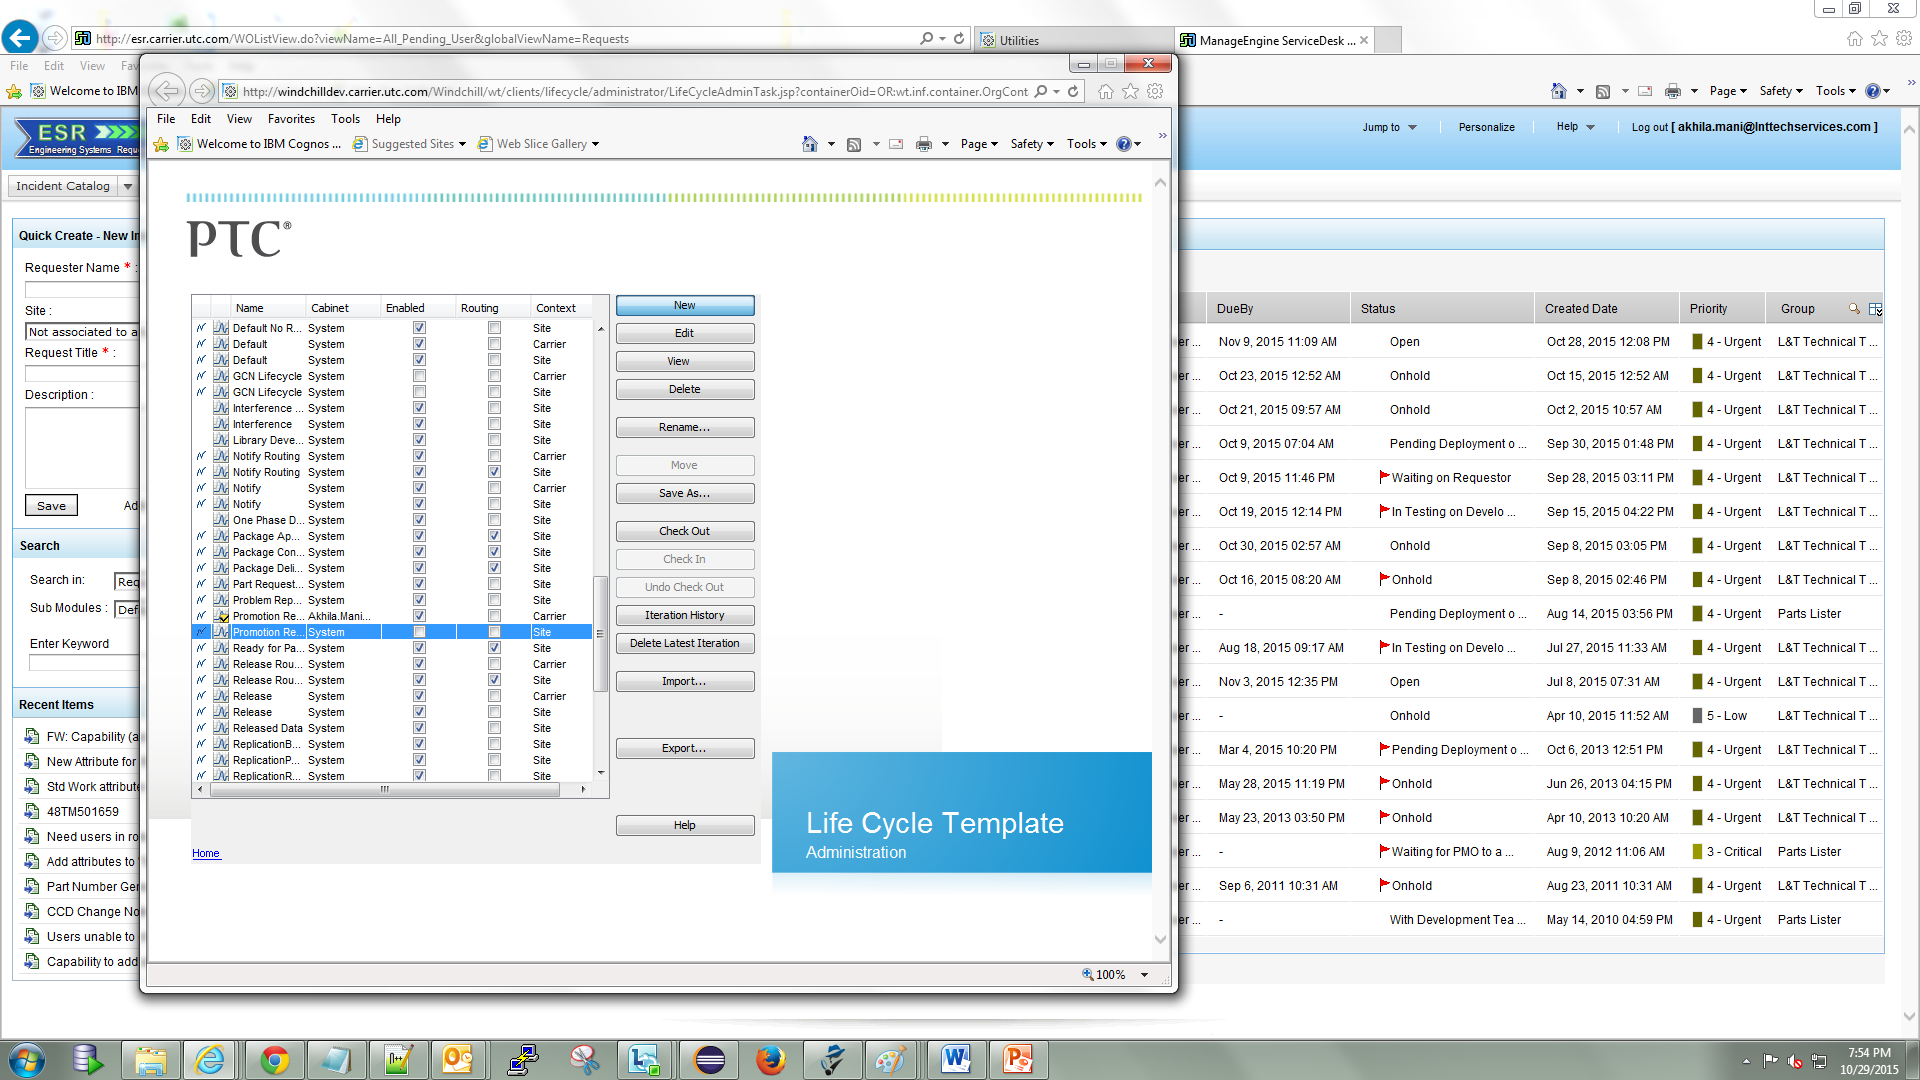 http://esr.carrier.utc.com/WOListView.do?viewName=All_Pending_User&globalViewName=Requests
Utilities
ManageEngine ServiceDesk ...
File Edit View
Welcome to IBM
Page Safety Tools
ESR
Engineering Systems
Jump to Personalize Help Log out [ akhila.mani@lnttechservices.com ]
Incident Catalog
Quick Create - New In
Requester Name * :
Site :
Not associated to a
Request Title * :
Description :
Save
Search
Search in:
Sub Modules :
Enter Keyword
Recent Items
FW: Capability (a
New Attribute for
Std Work attribute
48TM501659
Need users in ro
Add attributes to
Part Number Ger
CCD Change No
Users unable to
Capability to add
http://windchilldev.carrier.utc.com/Windchill/wt/clients/lifecycle/administrator/LifeCycleAdminTask.jsp?containerOid=OR:wt.inf.container.OrgCont
File Edit View Favorites Tools Help
Welcome to IBM Cognos ... Suggested Sites Web Slice Gallery
Page Safety Tools
PTC®
Name Cabinet Enabled Routing Context
Default No R... System Site
Default System Carrier
Default System Site
GCN Lifecycle System Carrier
GCN Lifecycle System Site
Interference ... System Site
Interference System Site
Library Deve... System Site
Notify Routing System Carrier
Notify Routing System Site
Notify System Carrier
Notify System Site
One Phase D... System Site
Package Ap... System Site
Package Con... System Site
Package Deli... System Site
Part Request... System Site
Problem Rep... System Site
Promotion Re... Akhila.Mani... Carrier
Promotion Re... System Site
Ready for Pa... System Site
Release Rou... System Carrier
Release Rou... System Site
Release System Carrier
Release System Site
Released Data System Site
ReplicationB... System Site
ReplicationP... System Site
ReplicationR... System Site
New
Edit
View
Delete
Rename...
Move
Save As...
Check Out
Check In
Undo Check Out
Iteration History
Delete Latest Iteration
Import...
Export...
Help
Home
Life Cycle Template
Administration
100%
DueBy Status Created Date Priority Group
er ... Nov 9, 2015 11:09 AM Open Oct 28, 2015 12:08 PM 4 - Urgent L&T Technical T ...
er ... Oct 23, 2015 12:52 AM Onhold Oct 15, 2015 12:52 AM 4 - Urgent L&T Technical T ...
er ... Oct 21, 2015 09:57 AM Onhold Oct 2, 2015 10:57 AM 4 - Urgent L&T Technical T ...
er ... Oct 9, 2015 07:04 AM Pending Deployment o ... Sep 30, 2015 01:48 PM 4 - Urgent L&T Technical T ...
er ... Oct 9, 2015 11:46 PM Waiting on Requestor Sep 28, 2015 03:11 PM 4 - Urgent L&T Technical T ...
er ... Oct 19, 2015 12:14 PM In Testing on Develo ... Sep 15, 2015 04:22 PM 4 - Urgent L&T Technical T ...
er ... Oct 30, 2015 02:57 AM Onhold Sep 8, 2015 03:05 PM 4 - Urgent L&T Technical T ...
er ... Oct 16, 2015 08:20 AM Onhold Sep 8, 2015 02:46 PM 4 - Urgent L&T Technical T ...
er ... - Pending Deployment o ... Aug 14, 2015 03:56 PM 4 - Urgent Parts Lister
er ... Aug 18, 2015 09:17 AM In Testing on Develo ... Jul 27, 2015 11:33 AM 4 - Urgent L&T Technical T ...
er ... Nov 3, 2015 12:35 PM Open Jul 8, 2015 07:31 AM 4 - Urgent L&T Technical T ...
er ... - Onhold Apr 10, 2015 11:52 AM 5 - Low L&T Technical T ...
er ... Mar 4, 2015 10:20 PM Pending Deployment o ... Oct 6, 2013 12:51 PM 4 - Urgent L&T Technical T ...
er ... May 28, 2015 11:19 PM Onhold Jun 26, 2013 04:15 PM 4 - Urgent L&T Technical T ...
er ... May 23, 2013 03:50 PM Onhold Apr 10, 2013 10:20 AM 4 - Urgent L&T Technical T ...
er ... - Waiting for PMO to a ... Aug 9, 2012 11:06 AM 3 - Critical Parts Lister
er ... Sep 6, 2011 10:31 AM Onhold Aug 23, 2011 10:31 AM 4 - Urgent L&T Technical T ...
er ... - With Development Tea ... May 14, 2010 04:59 PM 4 - Urgent Parts Lister
7:54 PM
10/29/2015